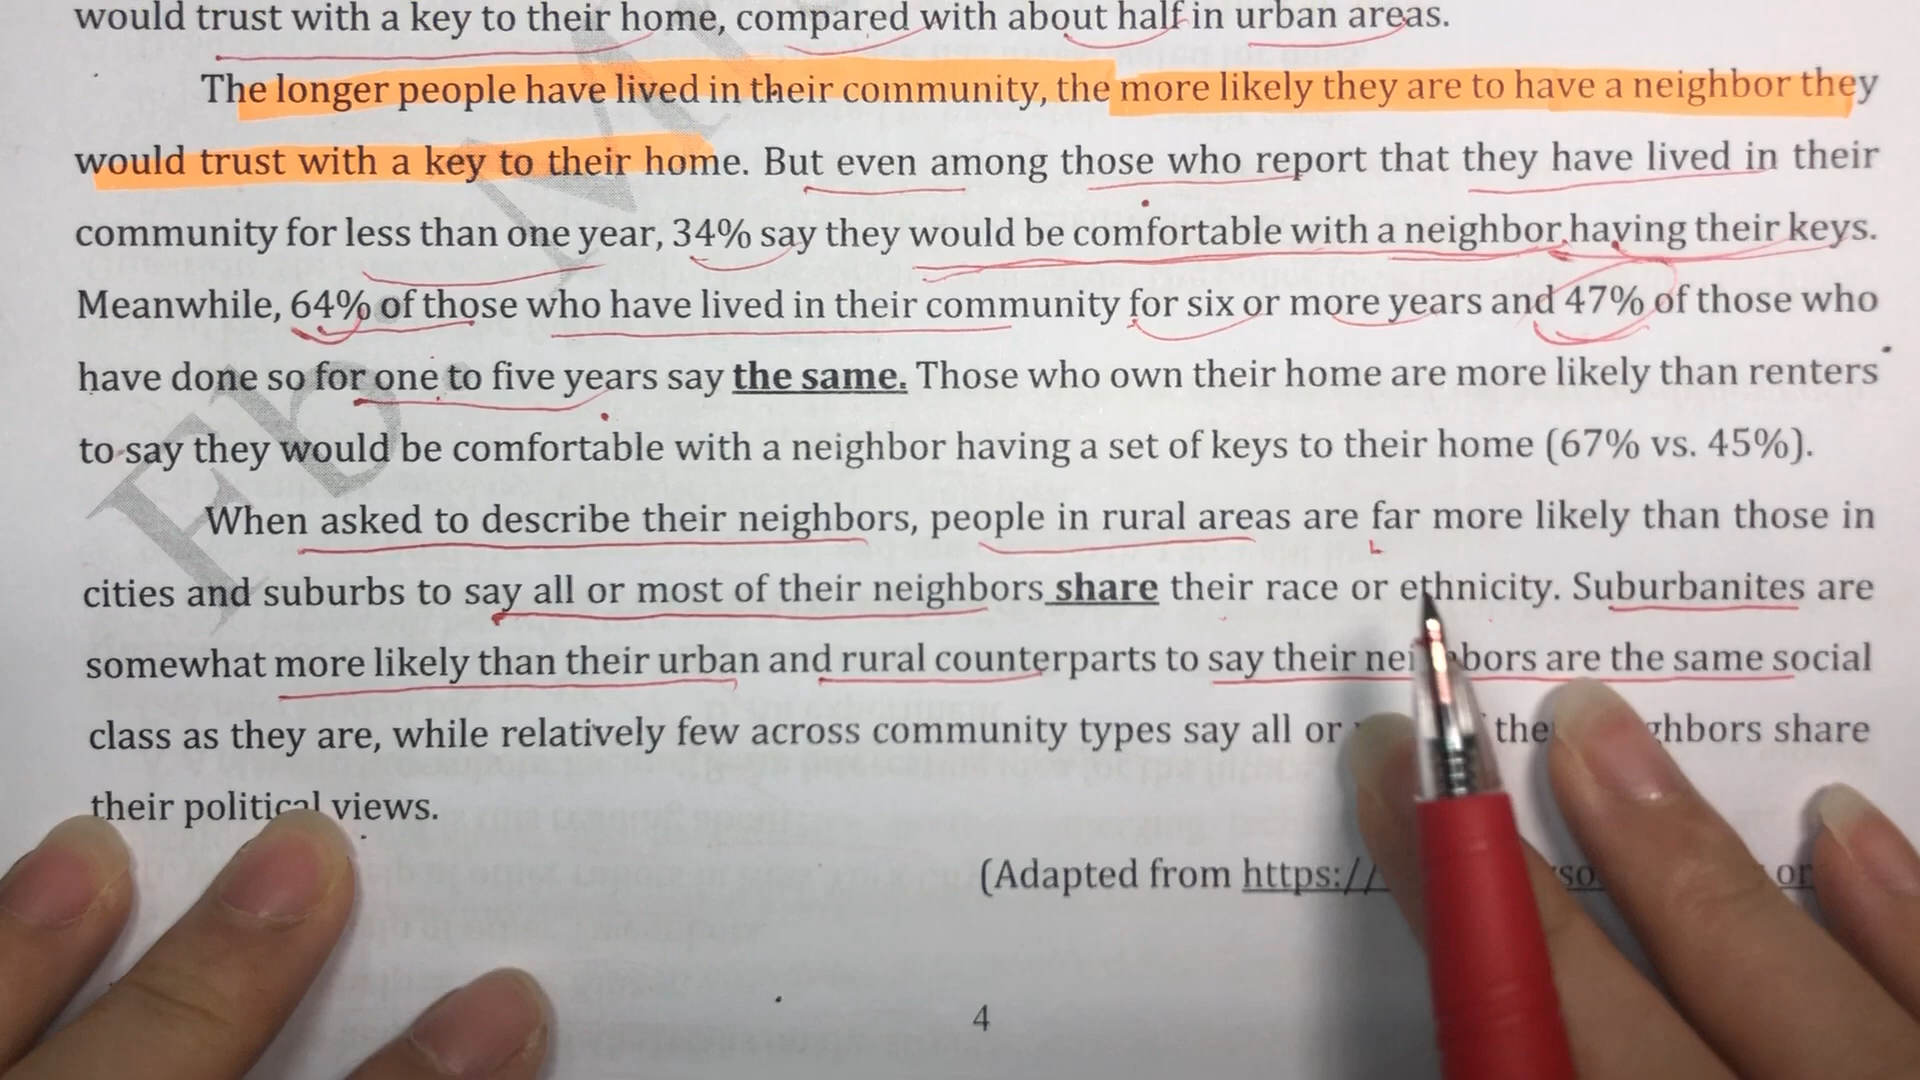 would trust with a key to their home, compared with about half in urban areas.
The longer people have lived in their community, the more likely they are to have a neighbor they
would trust with a key to their home. But even among those who report that they have lived in their
community for less than one year, 34% say they would be comfortable with a neighbor having their keys.
Meanwhile, 64% of those who have lived in their community for six or more years and 47% of those who
have done so for one to five years say the same. Those who own their home are more likely than renters
to say they would be comfortable with a neighbor having a set of keys to their home (67% vs. 45%).
When asked to describe their neighbors, people in rural areas are far more likely than those in
cities and suburbs to say all or most of their neighbors share their race or ethnicity. Suburbanites are
somewhat more likely than their urban and rural counterparts to say their neighbors are the same social
class as they are, while relatively few across community types say all or the ghbors share
their political views.
(Adapted from https://
4